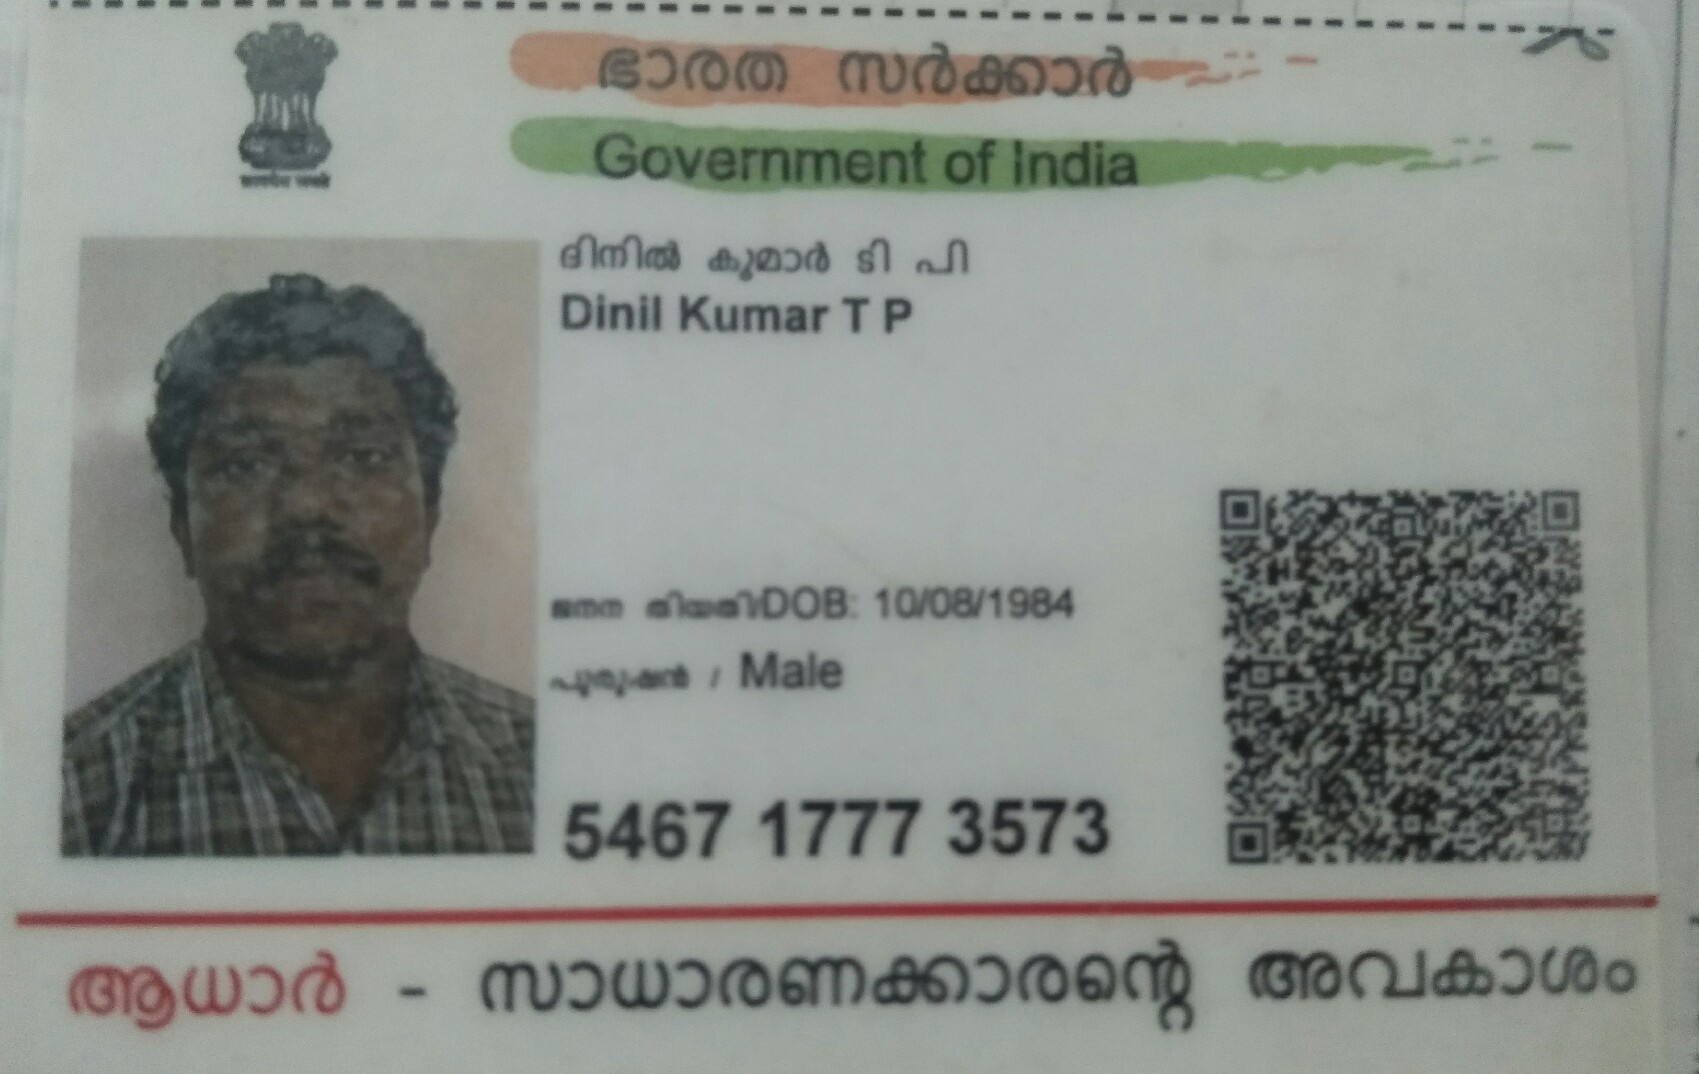 ഭാരത സർക്കാർ
Government of India
ദിനിൽ കുമാർ ടി പി
Dinil Kumar T P
ജനന തിയതി/DOB: 10/08/1984
പുരുഷൻ / Male
5467 1777 3573
ആധാർ - സാധാരണക്കാരന്റെ അവകാശം